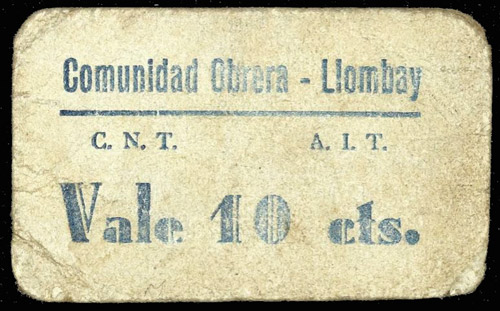 Comunidad Obrera - Llombay
C. N. T. A. I. T.
Vale 10 cts.